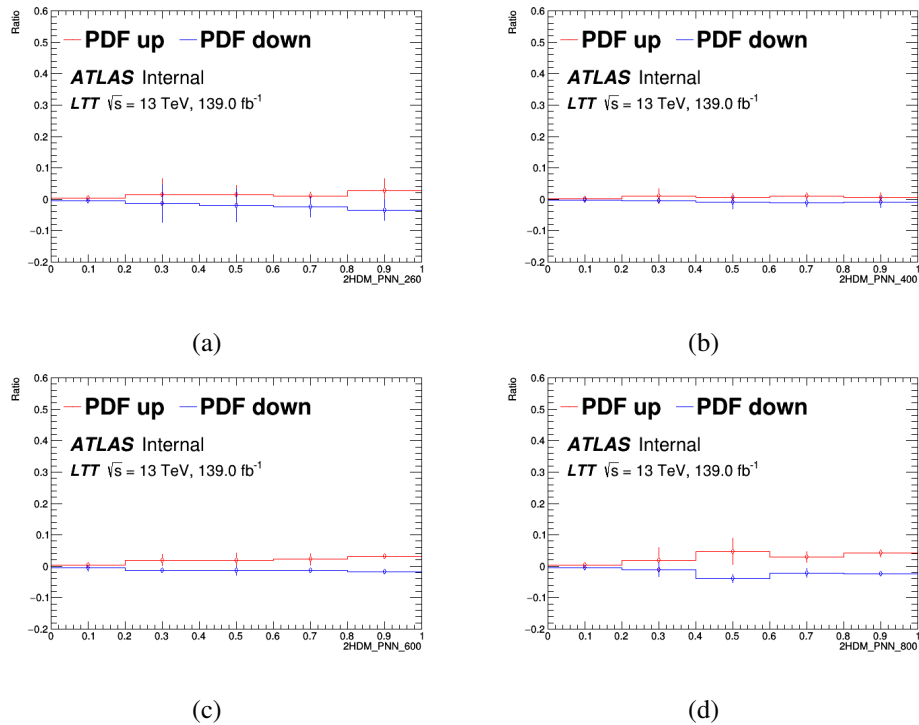 Ratio
0.6
PDF up PDF down
0.5
ATLAS Internal
0.4
LTT √s = 13 TeV, 139.0 fb⁻¹
0.3
0.2
0.1
0
−0.1
−0.2
0 0.1 0.2 0.3 0.4 0.5 0.6 0.7 0.8 0.9 1
2HDM_PNN_260
(a)
Ratio
0.6
PDF up PDF down
0.5
ATLAS Internal
0.4
LTT √s = 13 TeV, 139.0 fb⁻¹
0.3
0.2
0.1
0
−0.1
−0.2
0 0.1 0.2 0.3 0.4 0.5 0.6 0.7 0.8 0.9 1
2HDM_PNN_400
(b)
Ratio
0.6
PDF up PDF down
0.5
ATLAS Internal
0.4
LTT √s = 13 TeV, 139.0 fb⁻¹
0.3
0.2
0.1
0
−0.1
−0.2
0 0.1 0.2 0.3 0.4 0.5 0.6 0.7 0.8 0.9 1
2HDM_PNN_600
(c)
Ratio
0.6
PDF up PDF down
0.5
ATLAS Internal
0.4
LTT √s = 13 TeV, 139.0 fb⁻¹
0.3
0.2
0.1
0
−0.1
−0.2
0 0.1 0.2 0.3 0.4 0.5 0.6 0.7 0.8 0.9 1
2HDM_PNN_800
(d)